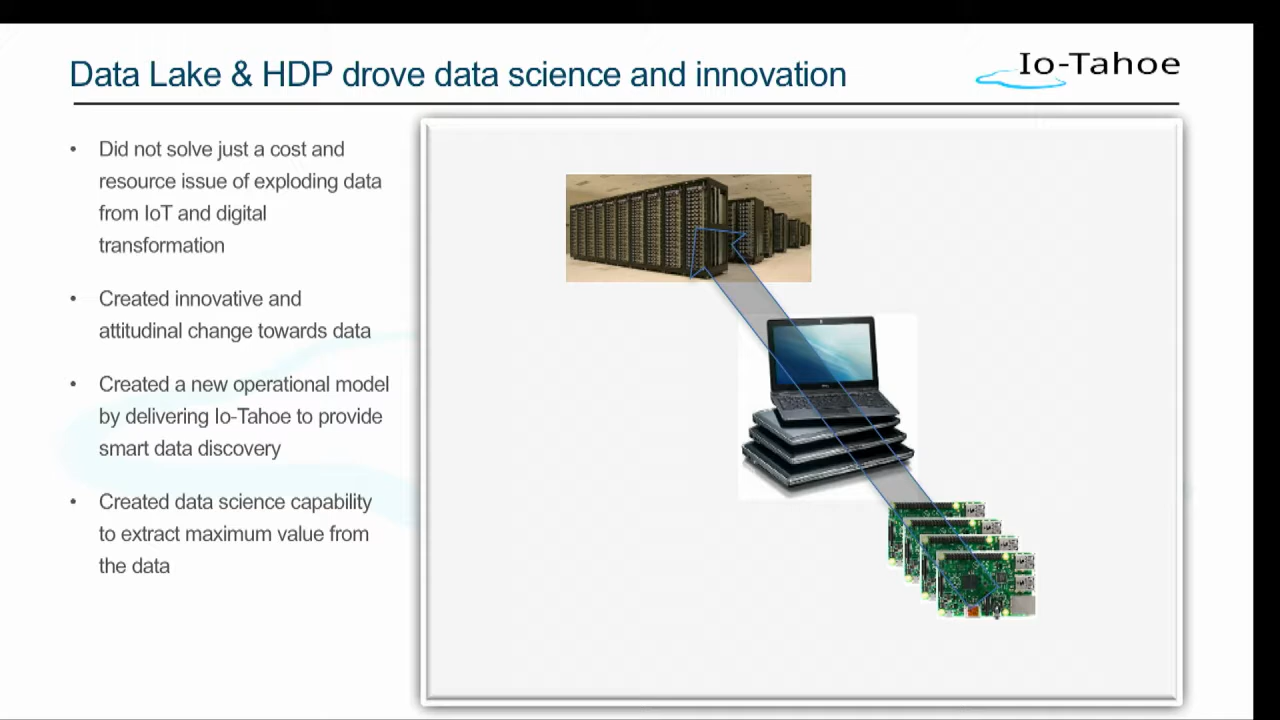 Data Lake & HDP drove data science and innovation
Io-Tahoe
• Did not solve just a cost and
resource issue of exploding data
from IoT and digital
transformation
• Created innovative and
attitudinal change towards data
• Created a new operational model
by delivering Io-Tahoe to provide
smart data discovery
• Created data science capability
to extract maximum value from
the data